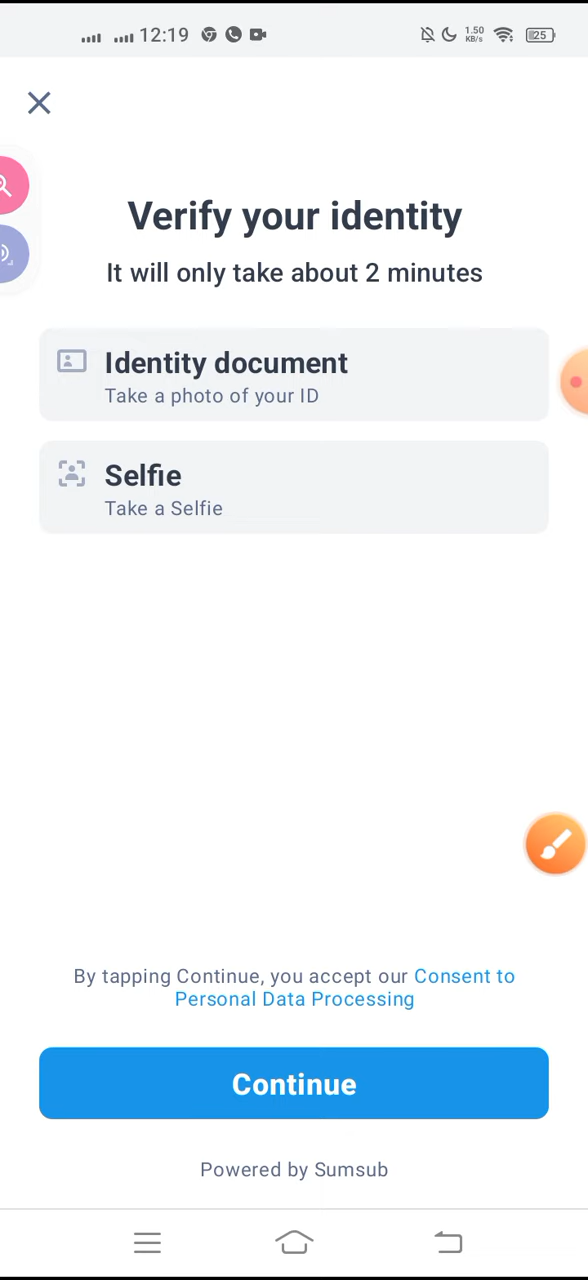 12:19
1.50
KB/s
25
Verify your identity
It will only take about 2 minutes
Identity document
Take a photo of your ID
Selfie
Take a Selfie
By tapping Continue, you accept our Consent to
Personal Data Processing
Continue
Powered by Sumsub